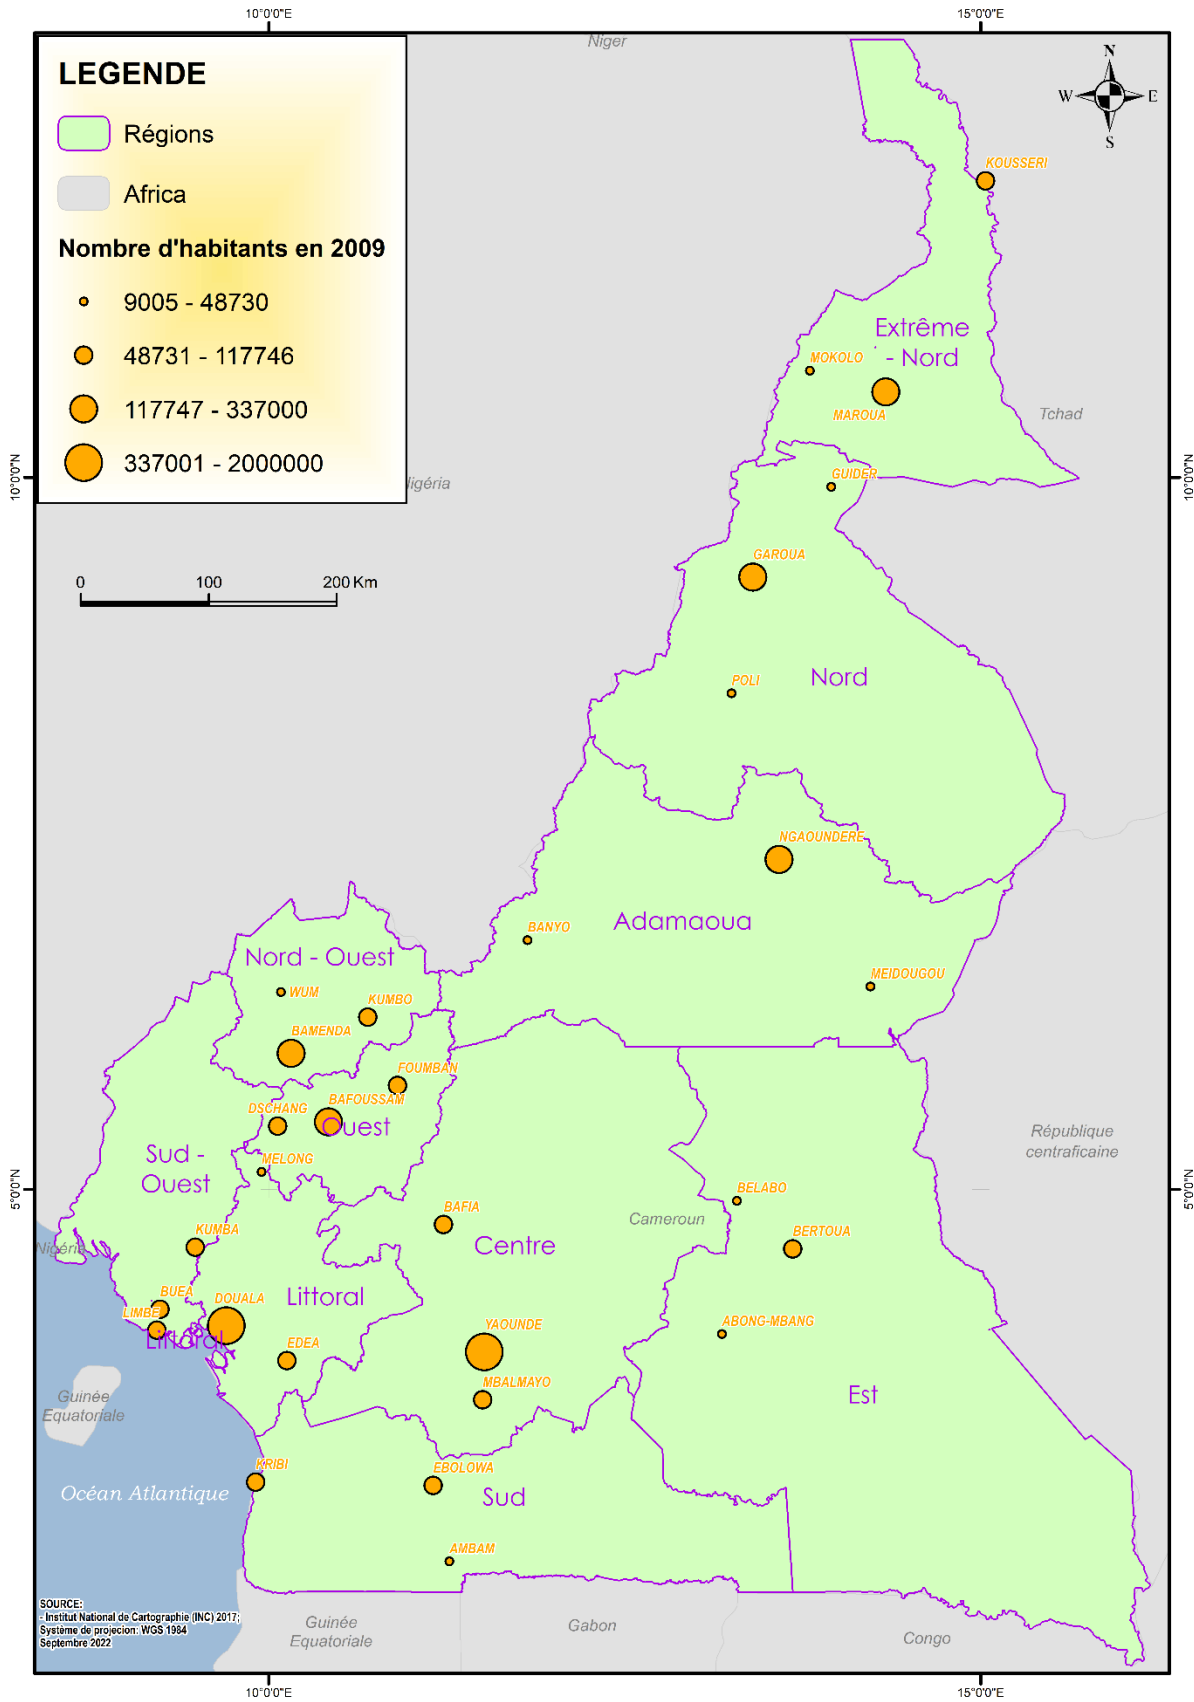 10°0'0"E
15°0'0"E
Niger
LEGENDE
Régions
Africa
Nombre d'habitants en 2009
9005 - 48730
48731 - 117746
117747 - 337000
337001 - 2000000
N
W
E
S
KOUSSERI
Extrême
- Nord
MOKOLO
MAROUA
Tchad
10°0'0"N
10°0'0"N
igéria
GUIDER
GAROUA
0
100
200 Km
Nord
POLI
NGAOUNDERE
Adamaoua
BANYO
MEIDOUGOU
Nord - Ouest
WUM
KUMBO
BAMENDA
FOUMBAN
BAFOUSSAM
DSCHANG
Ouest
République
centraficaine
Sud -
Ouest
MELONG
5°0'0"N
5°0'0"N
BELABO
BAFIA
Cameroun
BERTOUA
KUMBA
Centre
Nigéria
BUEA
DOUALA
Littoral
LIMBE
Littoral
ABONG-MBANG
YAOUNDE
EDEA
MBALMAYO
Est
Guinée
Equatoriale
KRIBI
EBOLOWA
Océan Atlantique
Sud
AMBAM
SOURCE:
- Institut National de Cartographie (INC) 2017;
Système de projecion: WGS 1984
Septembre 2022
Guinée
Equatoriale
Gabon
Congo
10°0'0"E
15°0'0"E